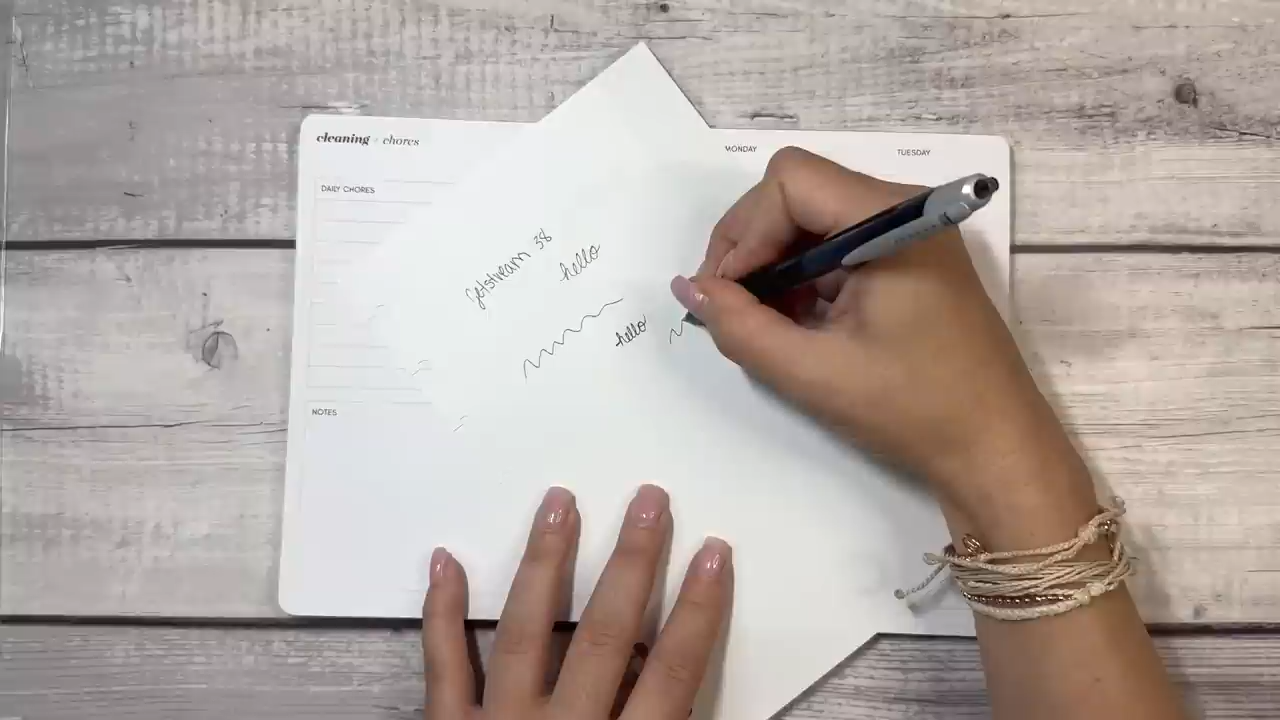 cleaning + chores
MONDAY
TUESDAY
DAILY CHORES
Jetstream 38
hello
hello
NOTES